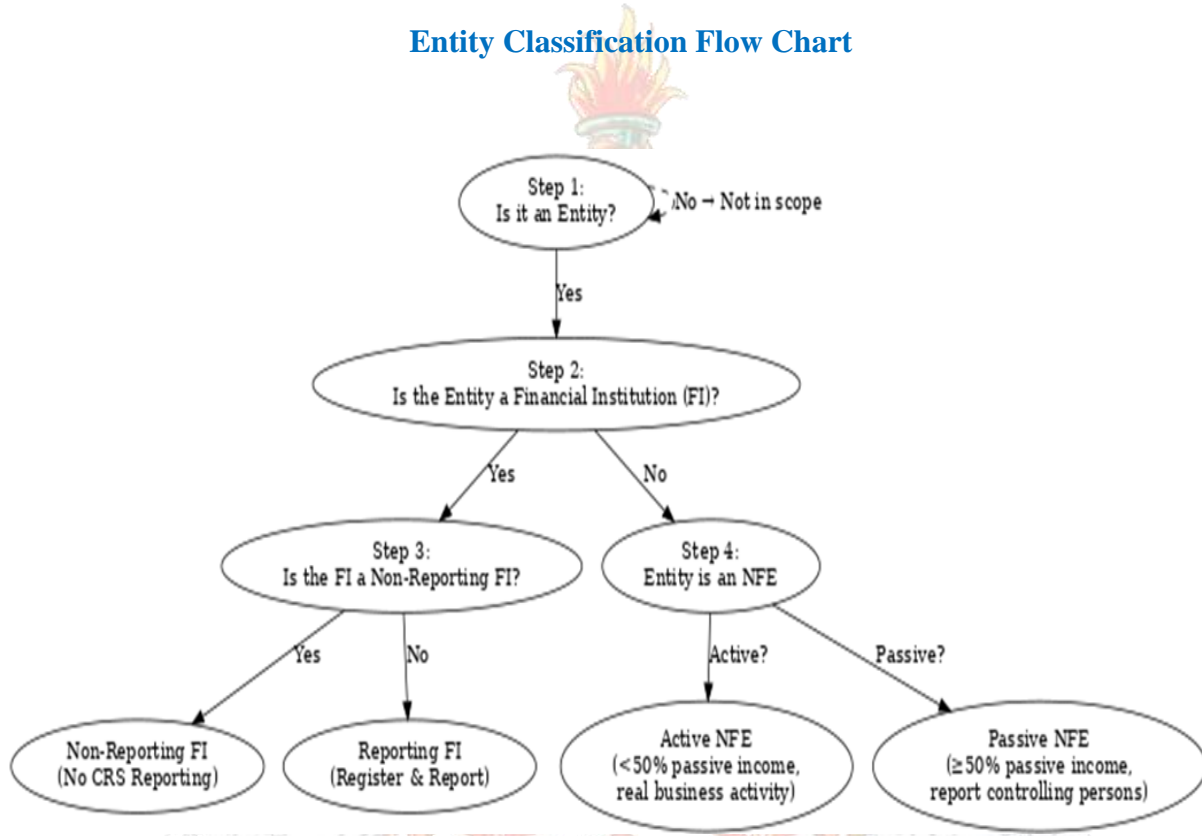 Entity Classification Flow Chart
Step 1:
Is it an Entity?
No → Not in scope
Yes
Step 2:
Is the Entity a Financial Institution (FI)?
Yes
No
Step 3:
Is the FI a Non-Reporting FI?
Step 4:
Entity is an NFE
Yes
No
Active?
Passive?
Non-Reporting FI
(No CRS Reporting)
Reporting FI
(Register & Report)
Active NFE
(<50% passive income,
real business activity)
Passive NFE
(≥50% passive income,
report controlling persons)